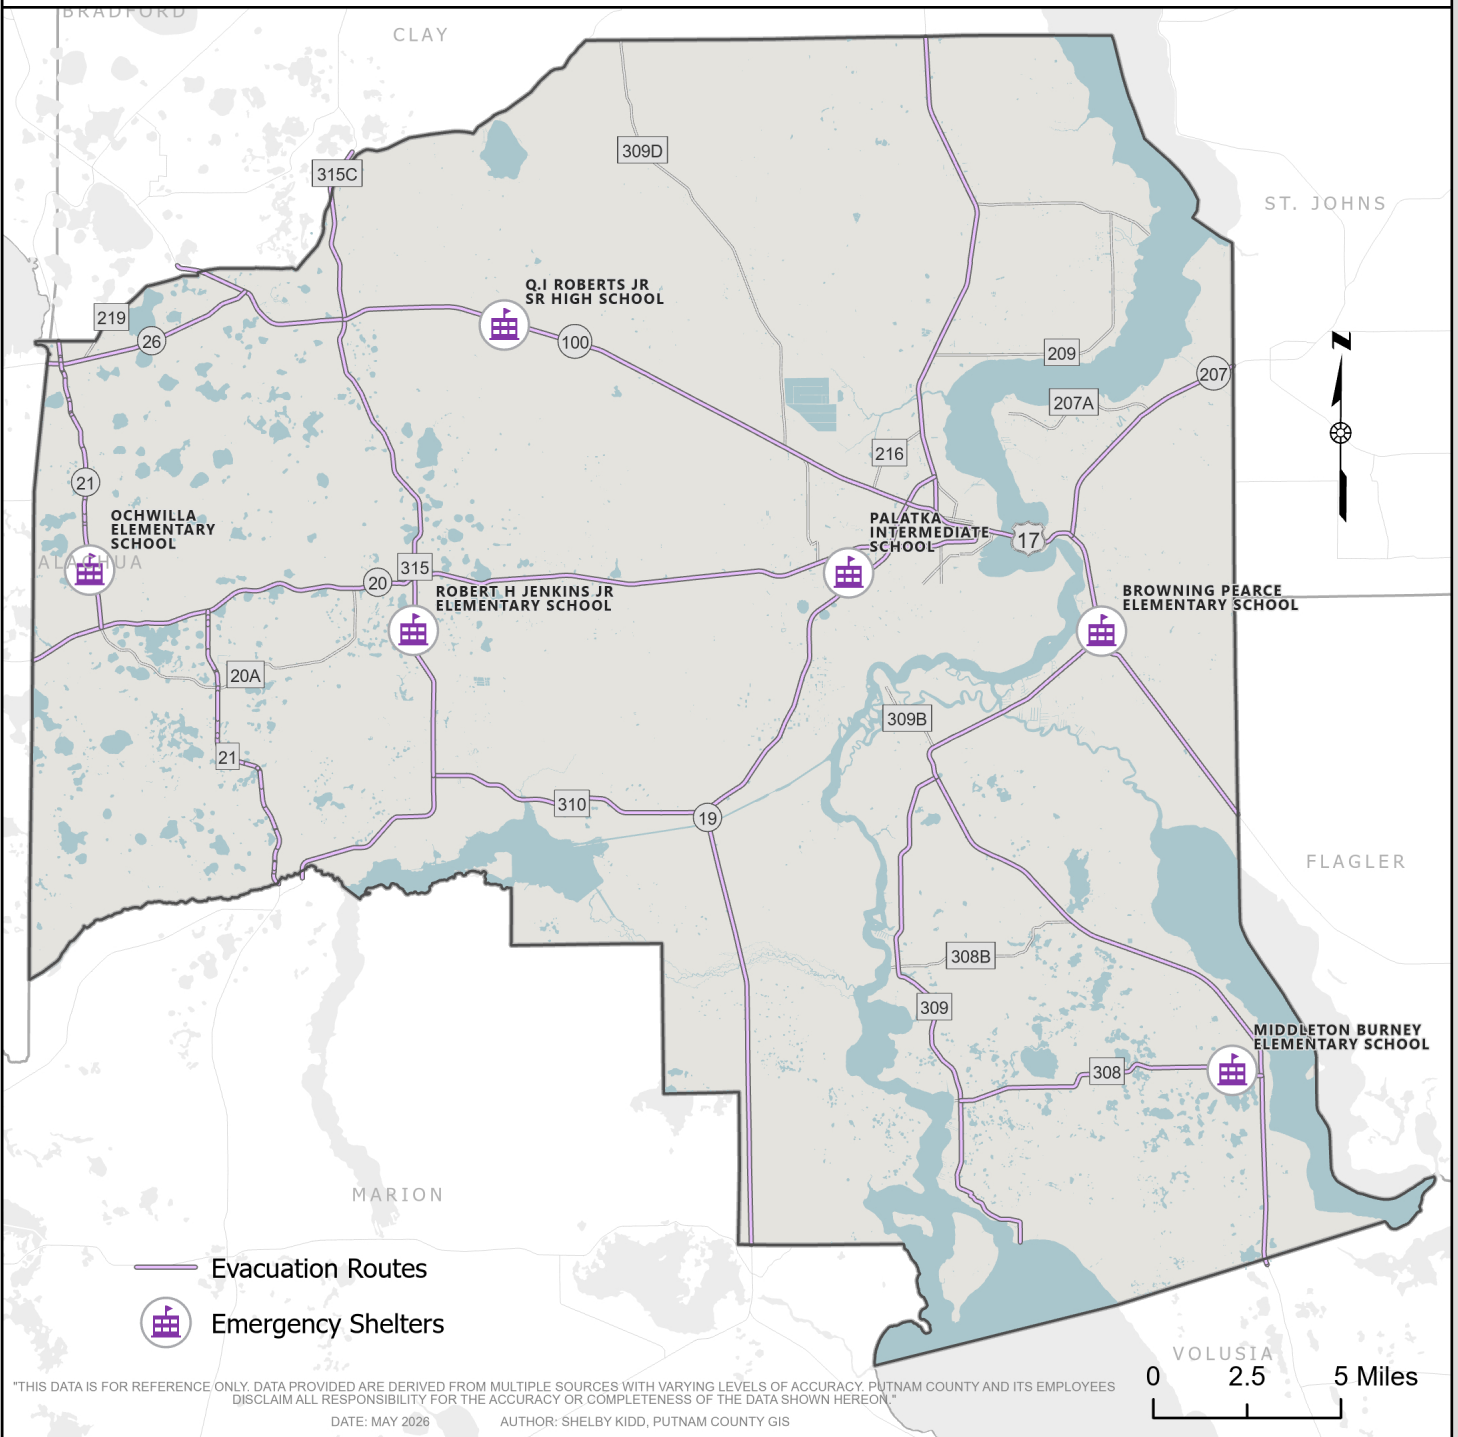 BRADFORD
CLAY
309D
315C
ST. JOHNS
Q.I ROBERTS JR
SR HIGH SCHOOL
219
26
100
209
207
207A
N
216
21
OCHWILLA
ELEMENTARY
SCHOOL
ALACHUA
PALATKA
INTERMEDIATE
SCHOOL
17
315
20
ROBERT H JENKINS JR
ELEMENTARY SCHOOL
BROWNING PEARCE
ELEMENTARY SCHOOL
20A
309B
21
310
19
FLAGLER
308B
309
MIDDLETON BURNEY
ELEMENTARY SCHOOL
308
MARION
Evacuation Routes
Emergency Shelters
VOLUSIA
0 2.5 5 Miles
"THIS DATA IS FOR REFERENCE ONLY. DATA PROVIDED ARE DERIVED FROM MULTIPLE SOURCES WITH VARYING LEVELS OF ACCURACY. PUTNAM COUNTY AND ITS EMPLOYEES
DISCLAIM ALL RESPONSIBILITY FOR THE ACCURACY OR COMPLETENESS OF THE DATA SHOWN HEREON."
DATE: MAY 2026 AUTHOR: SHELBY KIDD, PUTNAM COUNTY GIS